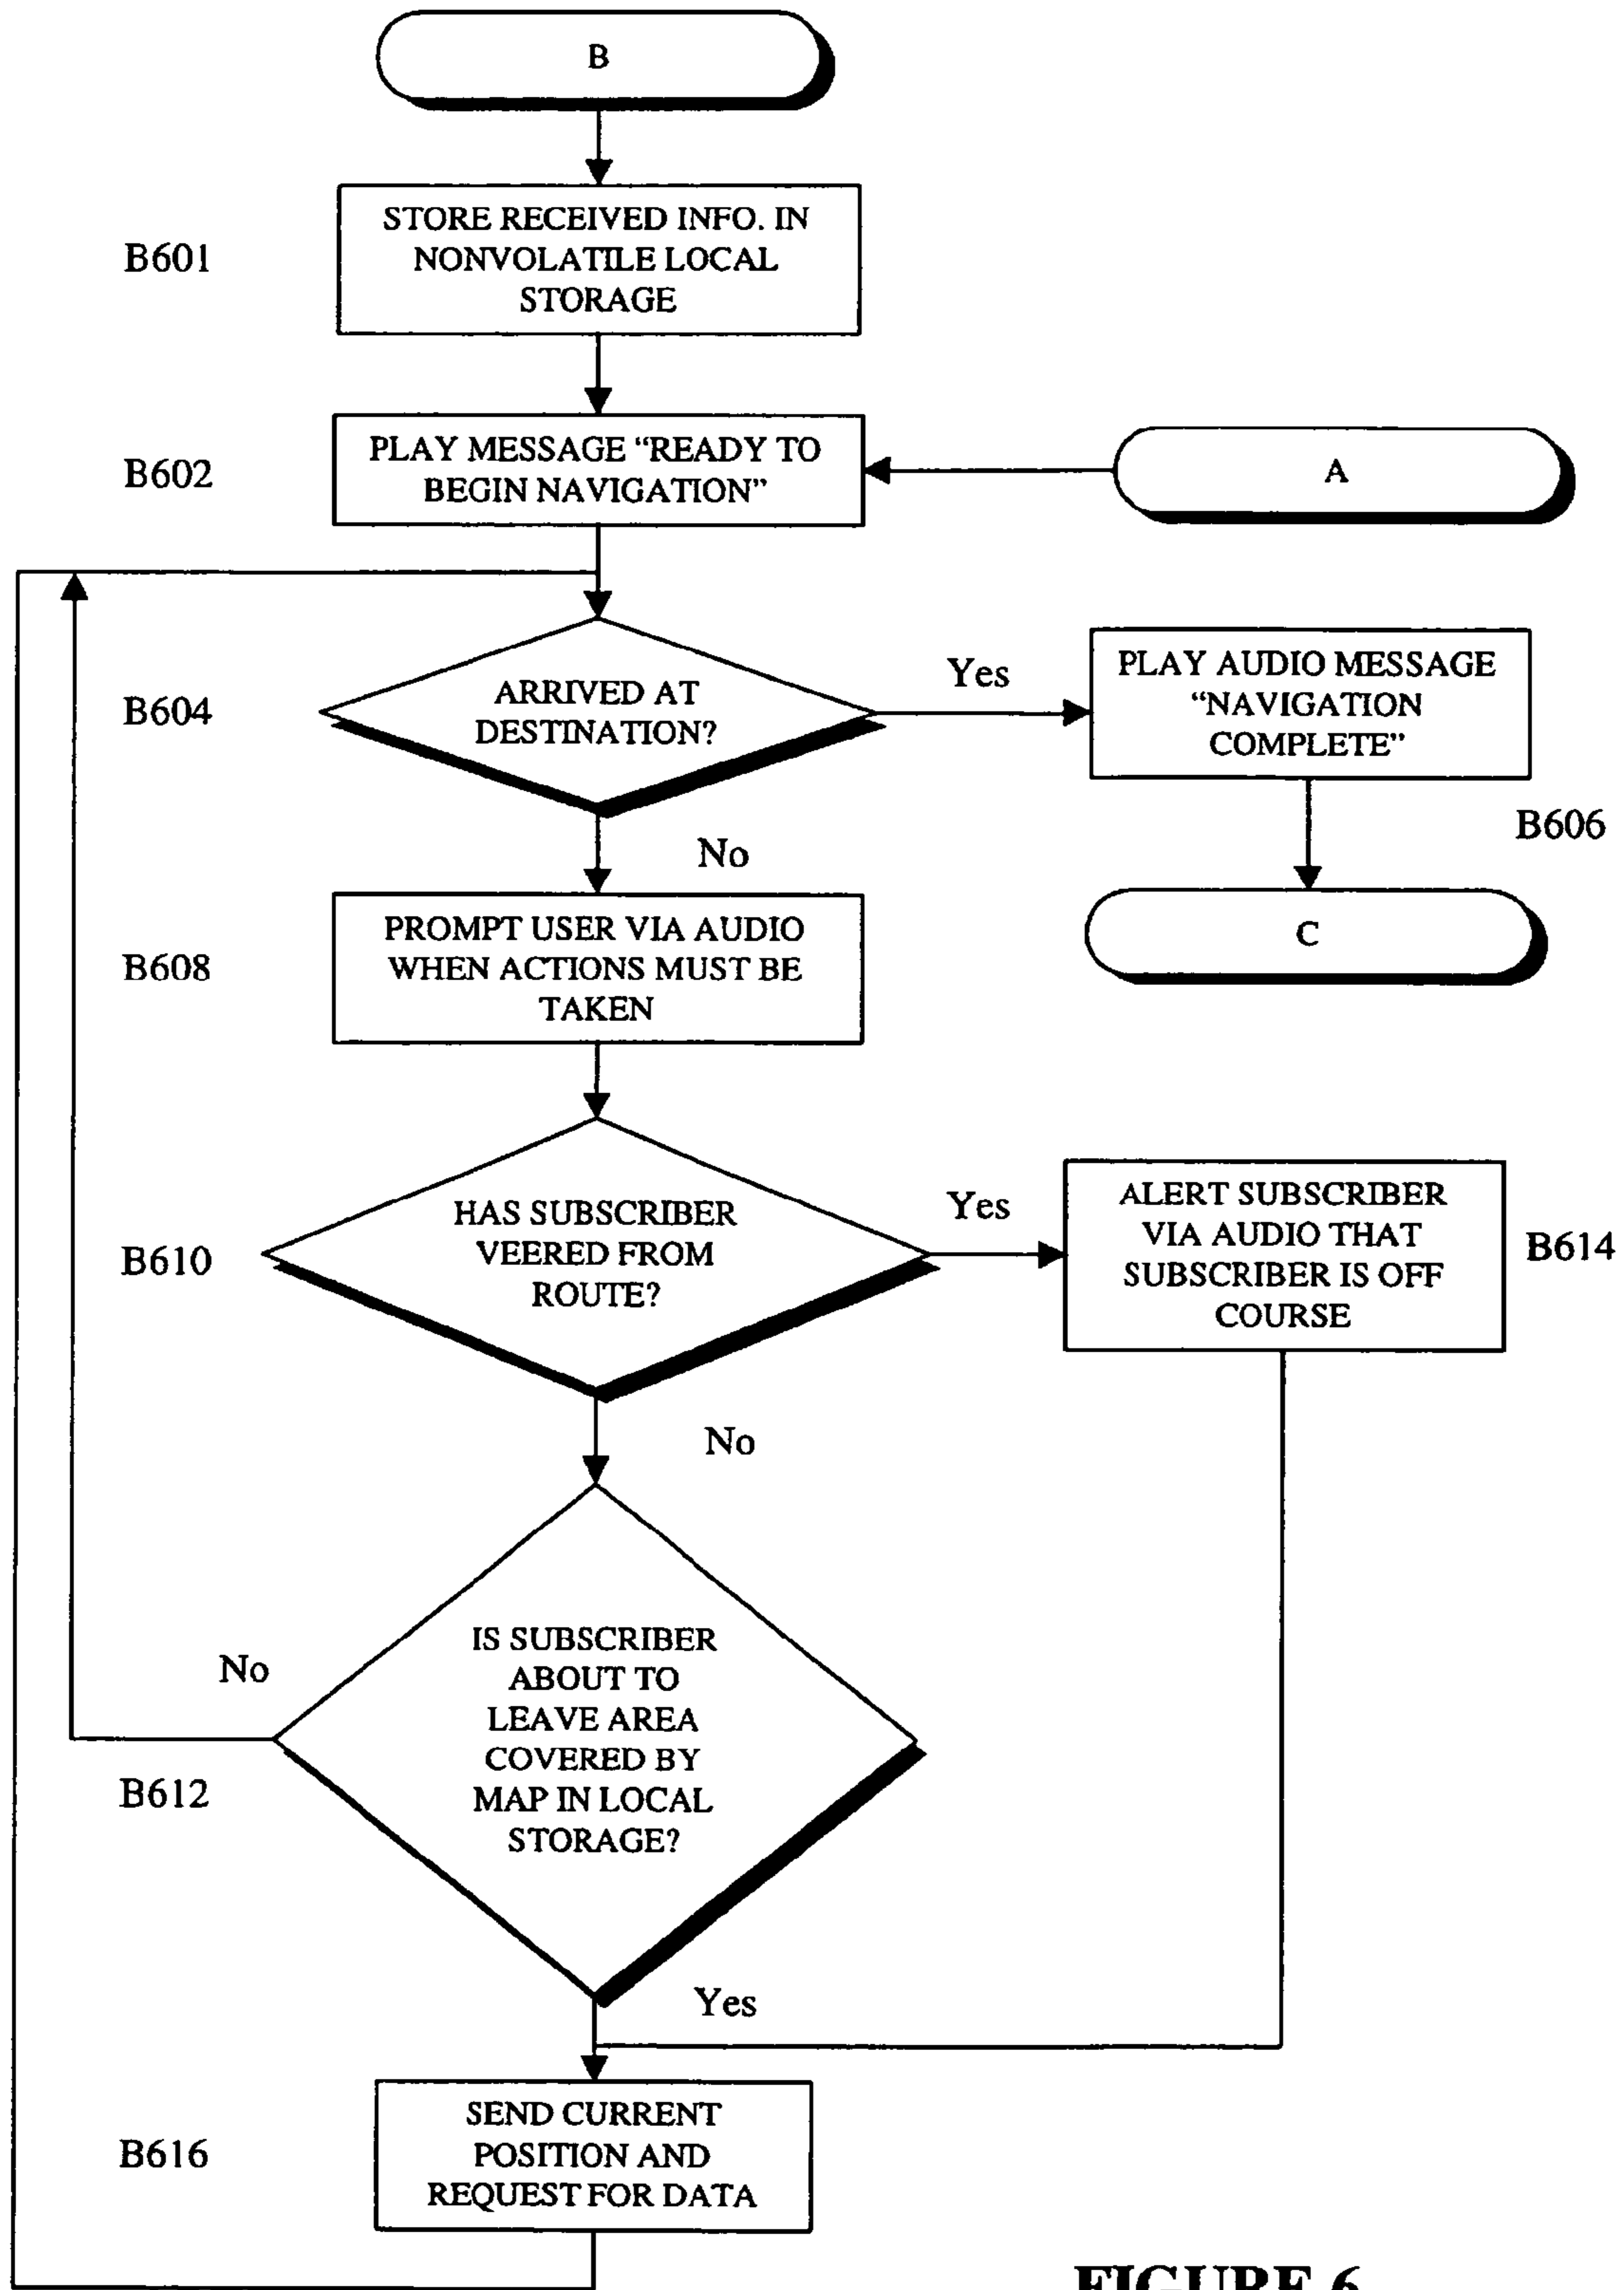 B
B601
STORE RECEIVED INFO. IN
NONVOLATILE LOCAL
STORAGE
B602
PLAY MESSAGE “READY TO
BEGIN NAVIGATION”
A
B604
ARRIVED AT
DESTINATION?
Yes
PLAY AUDIO MESSAGE
“NAVIGATION
COMPLETE”
B606
No
C
B608
PROMPT USER VIA AUDIO
WHEN ACTIONS MUST BE
TAKEN
B610
HAS SUBSCRIBER
VEERED FROM
ROUTE?
Yes
ALERT SUBSCRIBER
VIA AUDIO THAT
SUBSCRIBER IS OFF
COURSE
B614
No
No
B612
IS SUBSCRIBER
ABOUT TO
LEAVE AREA
COVERED BY
MAP IN LOCAL
STORAGE?
Yes
B616
SEND CURRENT
POSITION AND
REQUEST FOR DATA
FIGURE 6